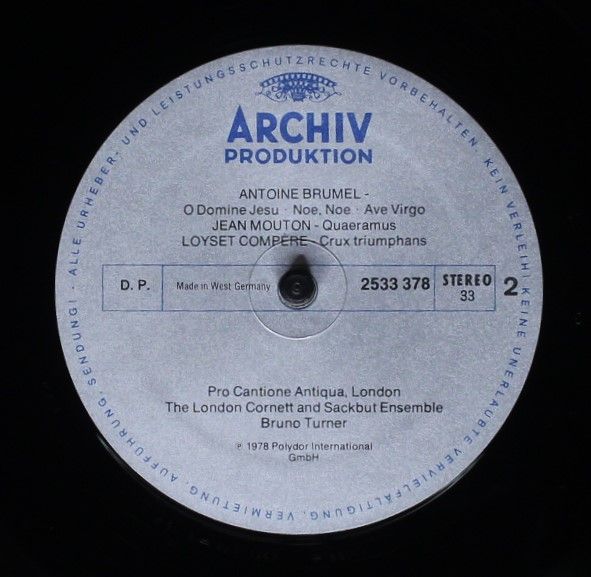 ALLE URHEBER- UND LEISTUNGSSCHUTZRECHTE VORBEHALTEN. KEIN VERLEIH! KEINE UNERLAUBTE VERVIELFÄLTIGUNG, VERMIETUNG, AUFFÜHRUNG, SENDUNG!
ARCHIV
PRODUKTION
ANTOINE BRUMEL -
O Domine Jesu · Noe, Noe · Ave Virgo
JEAN MOUTON - Quaeramus
LOYSET COMPÈRE - Crux triumphans
D. P. Made in West Germany 2533 378 STEREO 2
33
Pro Cantione Antiqua, London
The London Cornett and Sackbut Ensemble
Bruno Turner
℗ 1978 Polydor International
GmbH